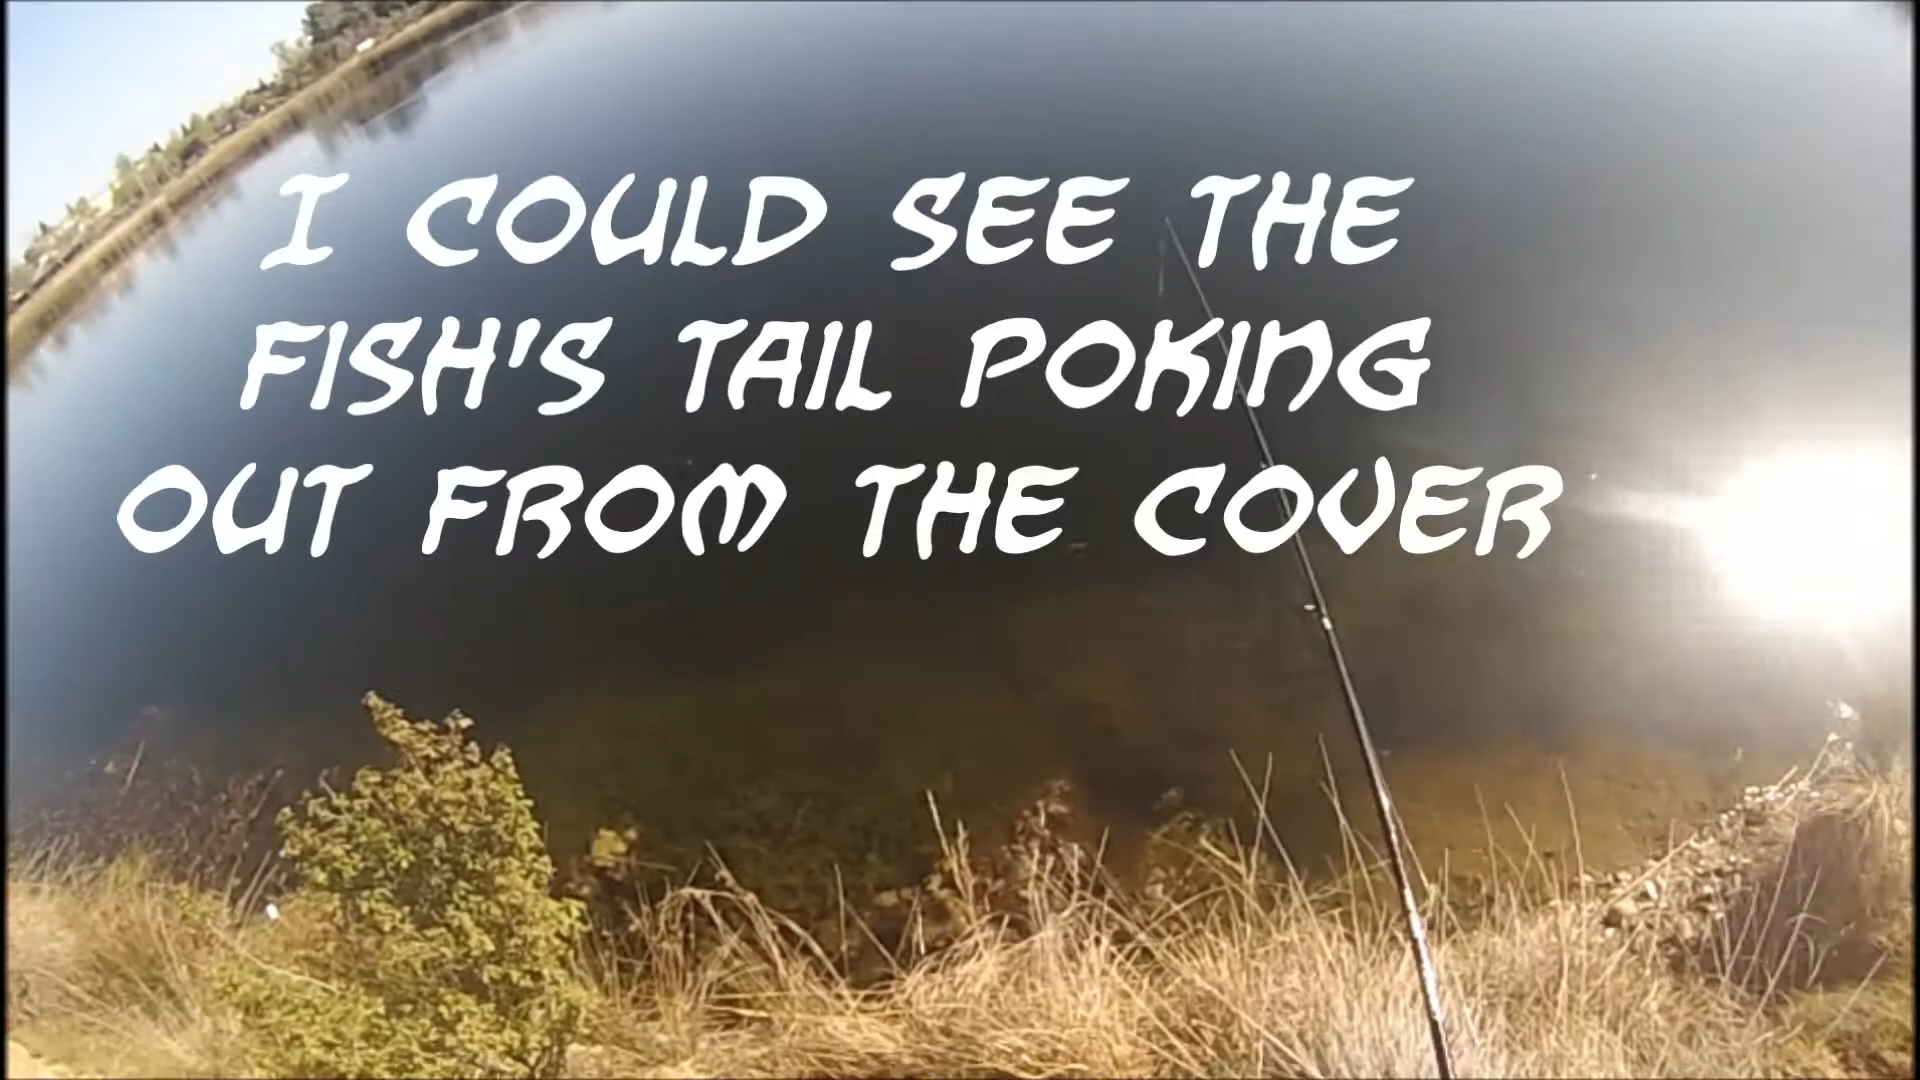 I COULD SEE THE
FISH'S TAIL POKING
OUT FROM THE COVER